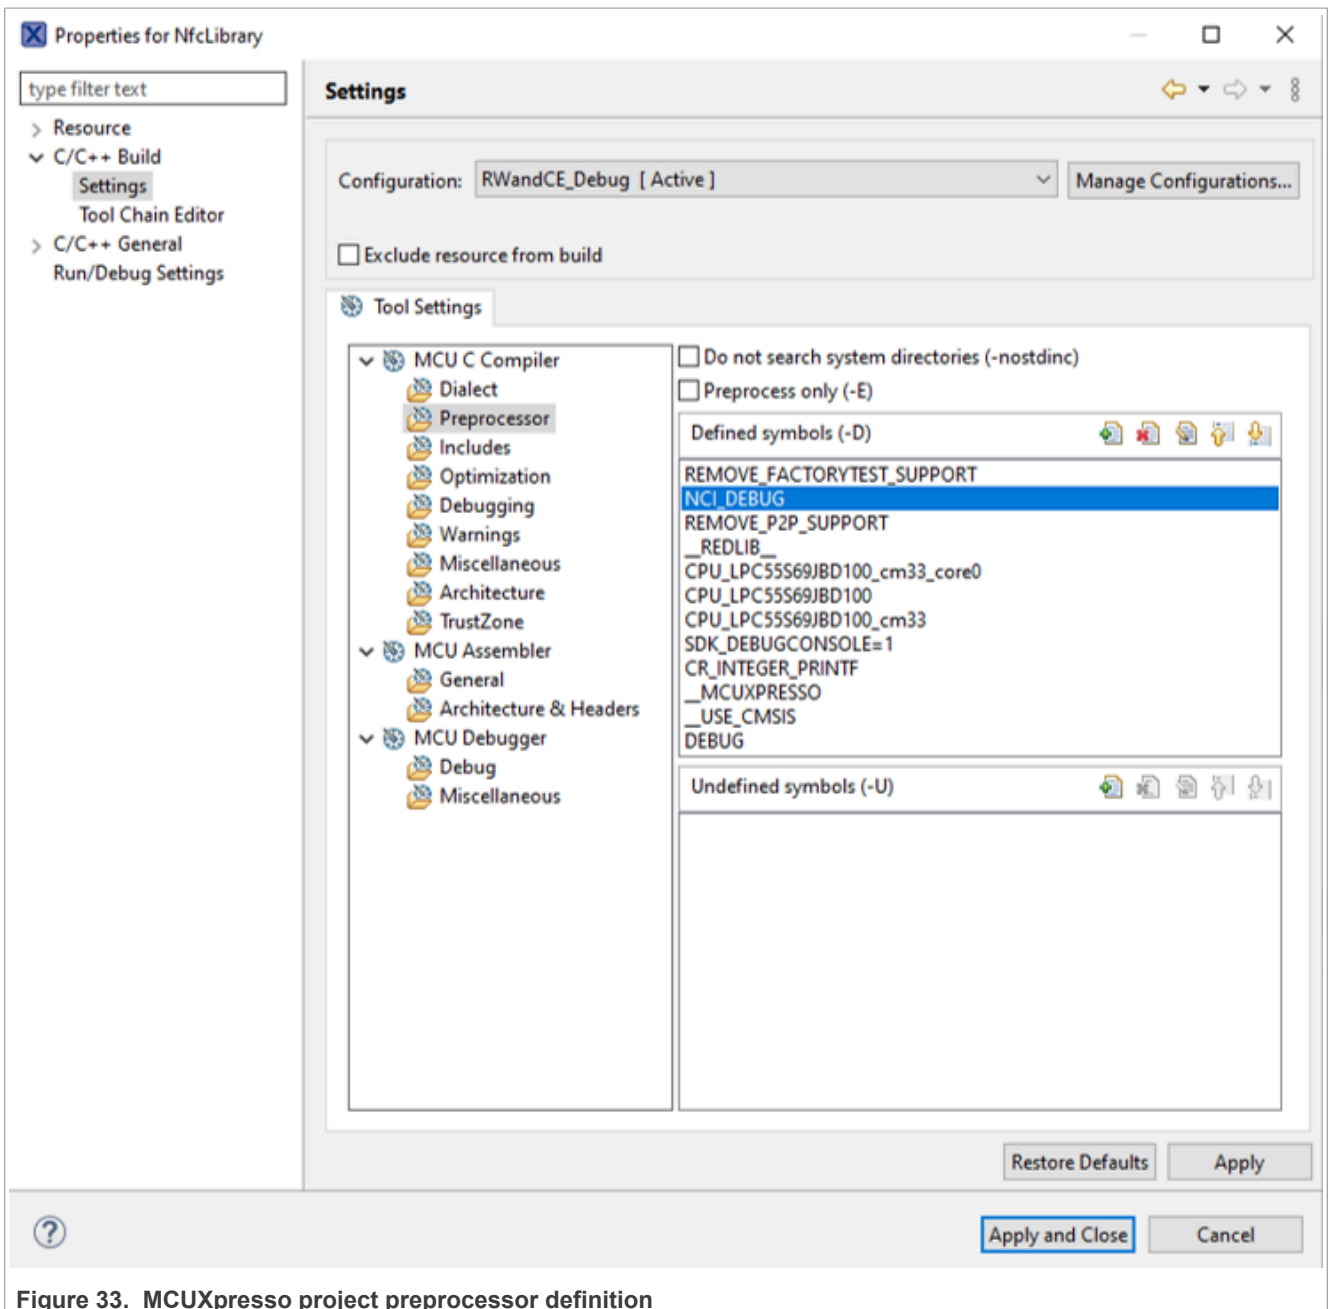 Properties for NfcLibrary
type filter text
Resource
C/C++ Build
Settings
Tool Chain Editor
C/C++ General
Run/Debug Settings
Settings
Configuration: RWandCE_Debug [ Active ] Manage Configurations...
Exclude resource from build
Tool Settings
MCU C Compiler
Dialect
Preprocessor
Includes
Optimization
Debugging
Warnings
Miscellaneous
Architecture
TrustZone
MCU Assembler
General
Architecture & Headers
MCU Debugger
Debug
Miscellaneous
Do not search system directories (-nostdinc)
Preprocess only (-E)
Defined symbols (-D)
REMOVE_FACTORYTEST_SUPPORT
NCI_DEBUG
REMOVE_P2P_SUPPORT
__REDLIB__
CPU_LPC55S69JBD100_cm33_core0
CPU_LPC55S69JBD100
CPU_LPC55S69JBD100_cm33
SDK_DEBUGCONSOLE=1
CR_INTEGER_PRINTF
__MCUXPRESSO
__USE_CMSIS
DEBUG
Undefined symbols (-U)
Restore Defaults Apply
Apply and Close Cancel
Figure 33. MCUXpresso project preprocessor definition